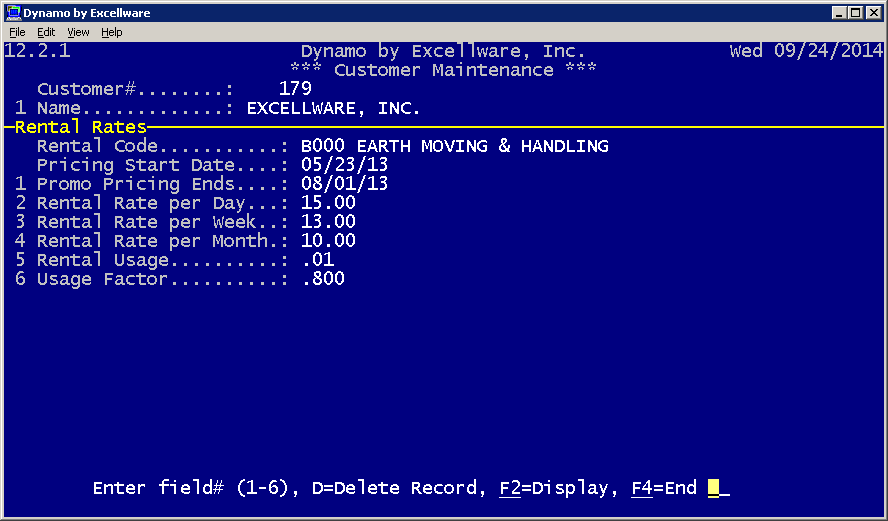 Dynamo by Excellware
File Edit View Help
12.2.1 Dynamo by Excellware, Inc. Wed 09/24/2014
*** Customer Maintenance ***
Customer#........: 179
1 Name.............: EXCELLWARE, INC.
Rental Rates
Rental Code...........: B000 EARTH MOVING & HANDLING
Pricing Start Date....: 05/23/13
1 Promo Pricing Ends....: 08/01/13
2 Rental Rate per Day...: 15.00
3 Rental Rate per Week..: 13.00
4 Rental Rate per Month.: 10.00
5 Rental Usage..........: .01
6 Usage Factor..........: .800
Enter field# (1-6), D=Delete Record, F2=Display, F4=End